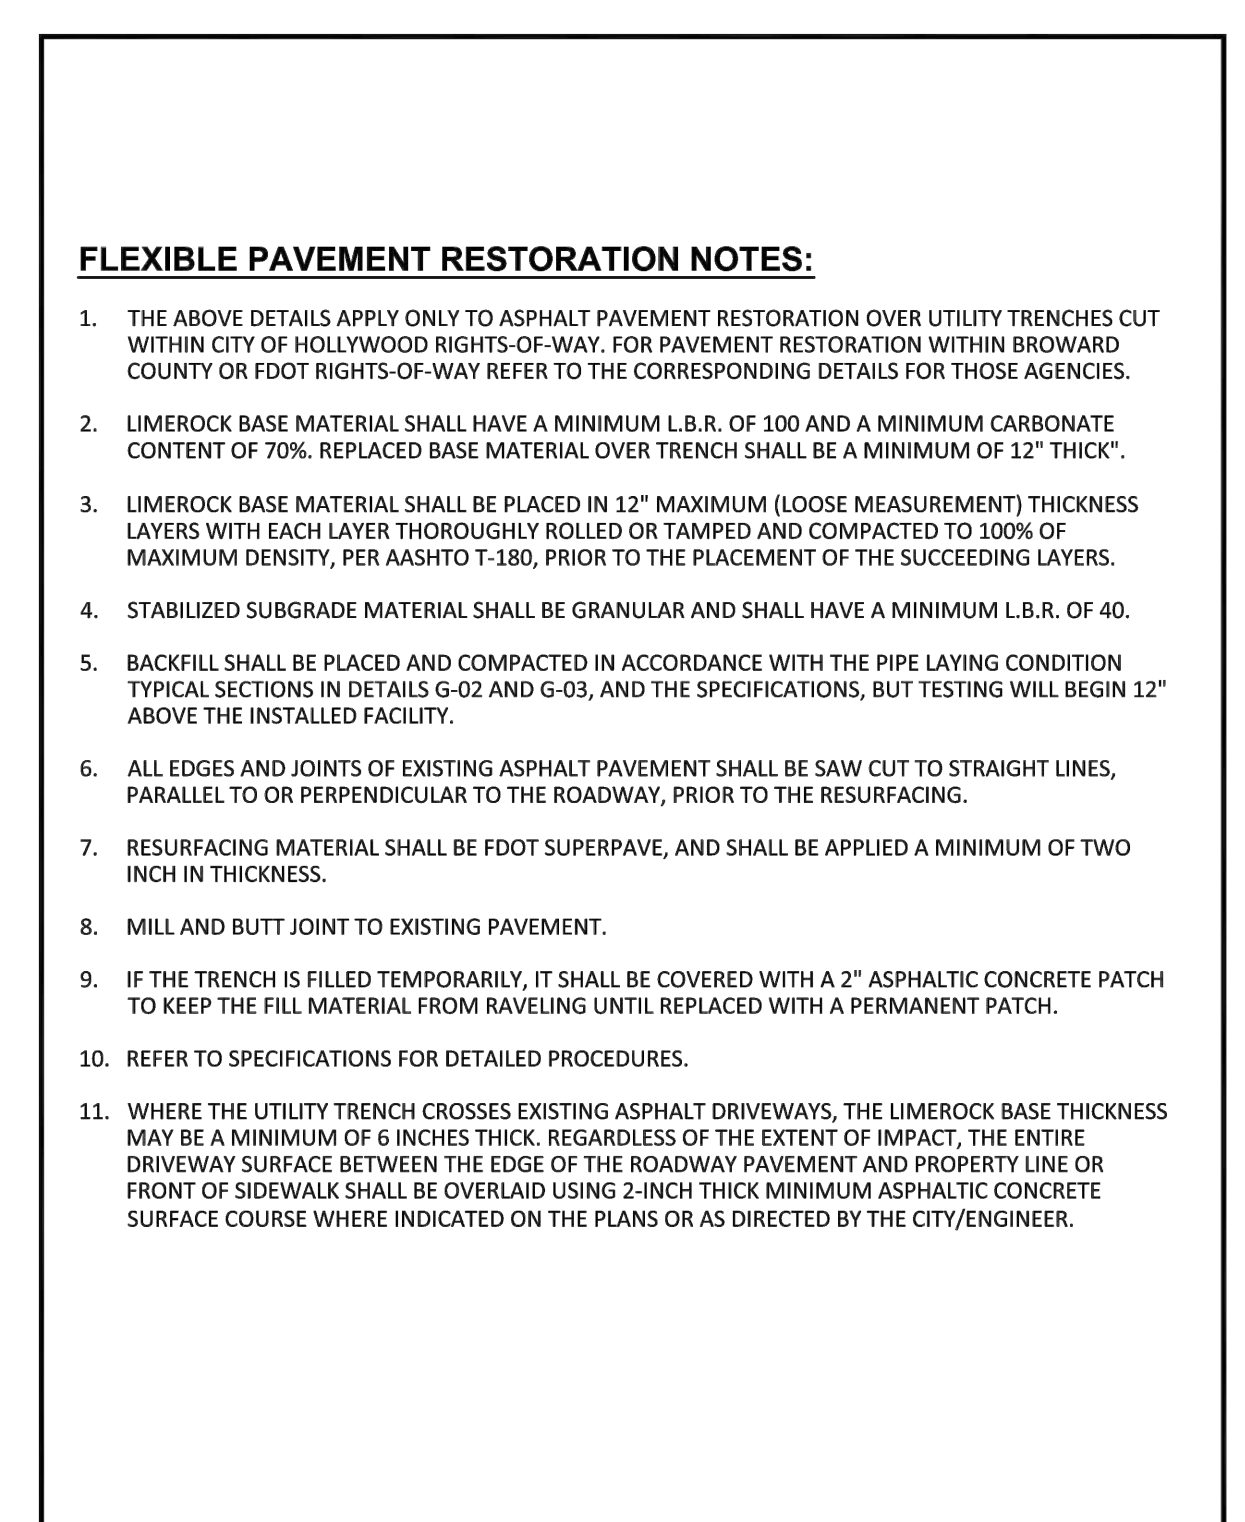 FLEXIBLE PAVEMENT RESTORATION NOTES:
1. THE ABOVE DETAILS APPLY ONLY TO ASPHALT PAVEMENT RESTORATION OVER UTILITY TRENCHES CUT
WITHIN CITY OF HOLLYWOOD RIGHTS-OF-WAY. FOR PAVEMENT RESTORATION WITHIN BROWARD
COUNTY OR FDOT RIGHTS-OF-WAY REFER TO THE CORRESPONDING DETAILS FOR THOSE AGENCIES.
2. LIMEROCK BASE MATERIAL SHALL HAVE A MINIMUM L.B.R. OF 100 AND A MINIMUM CARBONATE
CONTENT OF 70%. REPLACED BASE MATERIAL OVER TRENCH SHALL BE A MINIMUM OF 12" THICK".
3. LIMEROCK BASE MATERIAL SHALL BE PLACED IN 12" MAXIMUM (LOOSE MEASUREMENT) THICKNESS
LAYERS WITH EACH LAYER THOROUGHLY ROLLED OR TAMPED AND COMPACTED TO 100% OF
MAXIMUM DENSITY, PER AASHTO T-180, PRIOR TO THE PLACEMENT OF THE SUCCEEDING LAYERS.
4. STABILIZED SUBGRADE MATERIAL SHALL BE GRANULAR AND SHALL HAVE A MINIMUM L.B.R. OF 40.
5. BACKFILL SHALL BE PLACED AND COMPACTED IN ACCORDANCE WITH THE PIPE LAYING CONDITION
TYPICAL SECTIONS IN DETAILS G-02 AND G-03, AND THE SPECIFICATIONS, BUT TESTING WILL BEGIN 12"
ABOVE THE INSTALLED FACILITY.
6. ALL EDGES AND JOINTS OF EXISTING ASPHALT PAVEMENT SHALL BE SAW CUT TO STRAIGHT LINES,
PARALLEL TO OR PERPENDICULAR TO THE ROADWAY, PRIOR TO THE RESURFACING.
7. RESURFACING MATERIAL SHALL BE FDOT SUPERPAVE, AND SHALL BE APPLIED A MINIMUM OF TWO
INCH IN THICKNESS.
8. MILL AND BUTT JOINT TO EXISTING PAVEMENT.
9. IF THE TRENCH IS FILLED TEMPORARILY, IT SHALL BE COVERED WITH A 2" ASPHALTIC CONCRETE PATCH
TO KEEP THE FILL MATERIAL FROM RAVELING UNTIL REPLACED WITH A PERMANENT PATCH.
10. REFER TO SPECIFICATIONS FOR DETAILED PROCEDURES.
11. WHERE THE UTILITY TRENCH CROSSES EXISTING ASPHALT DRIVEWAYS, THE LIMEROCK BASE THICKNESS
MAY BE A MINIMUM OF 6 INCHES THICK. REGARDLESS OF THE EXTENT OF IMPACT, THE ENTIRE
DRIVEWAY SURFACE BETWEEN THE EDGE OF THE ROADWAY PAVEMENT AND PROPERTY LINE OR
FRONT OF SIDEWALK SHALL BE OVERLAID USING 2-INCH THICK MINIMUM ASPHALTIC CONCRETE
SURFACE COURSE WHERE INDICATED ON THE PLANS OR AS DIRECTED BY THE CITY/ENGINEER.